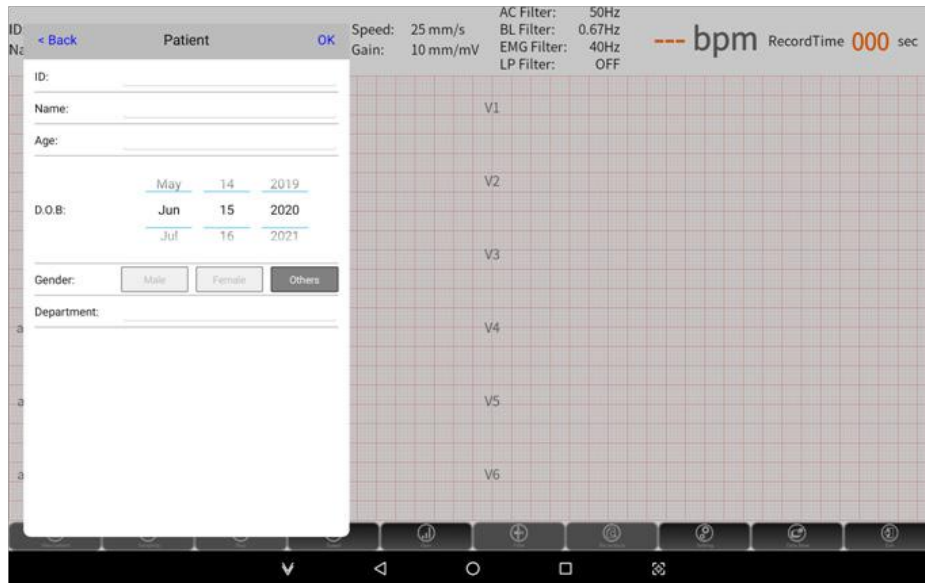 ID
Na
< Back Patient OK
Speed: 25 mm/s
Gain: 10 mm/mV
AC Filter: 50Hz
BL Filter: 0.67Hz
EMG Filter: 40Hz
LP Filter: OFF
--- bpm RecordTime 000 sec
ID:
Name:
Age:
May 14 2019
D.O.B: Jun 15 2020
Jul 16 2021
Gender: Male Female Others
Department:
a
a
a
V1
V2
V3
V4
V5
V6